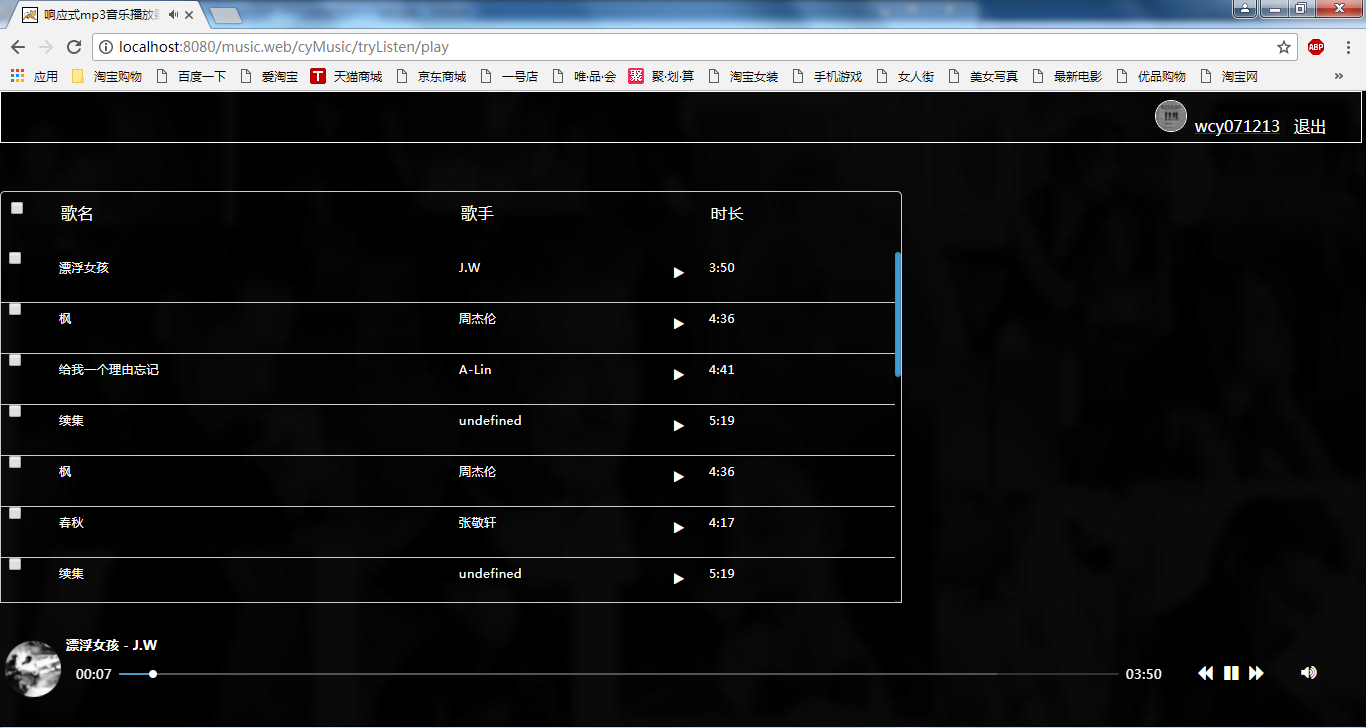 响应式mp3音乐播放器
localhost:8080/music.web/cyMusic/tryListen/play
ABP
应用 淘宝购物 百度一下 爱淘宝 T 天猫商城 京东商城 一号店 唯·品·会 聚 聚·划·算 淘宝女装 手机游戏 女人街 美女写真 最新电影 优品购物 淘宝网 »
wcy071213 退出
歌名 歌手 时长
漂浮女孩 J.W 3:50
枫 周杰伦 4:36
给我一个理由忘记 A-Lin 4:41
续集 undefined 5:19
枫 周杰伦 4:36
春秋 张敬轩 4:17
续集 undefined 5:19
漂浮女孩 - J.W
00:07 03:50